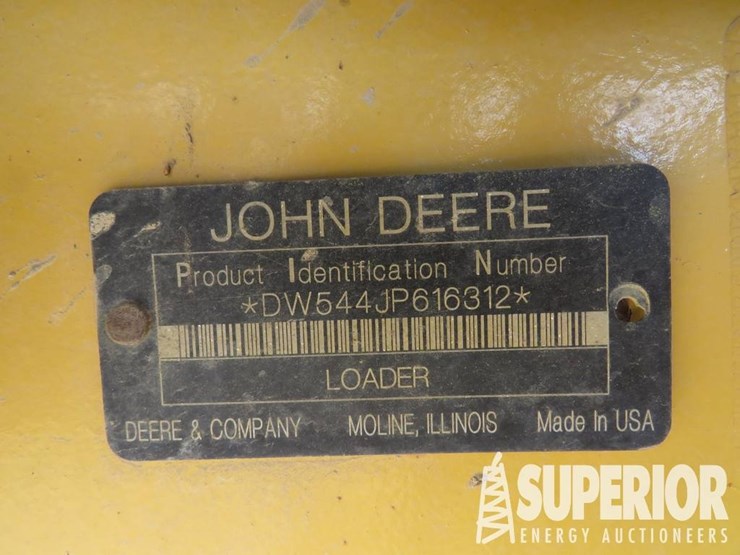 JOHN DEERE
Product Identification Number
*DW544JP616312*
LOADER
DEERE & COMPANY MOLINE, ILLINOIS Made In USA
SUPERIOR
ENERGY AUCTIONEERS